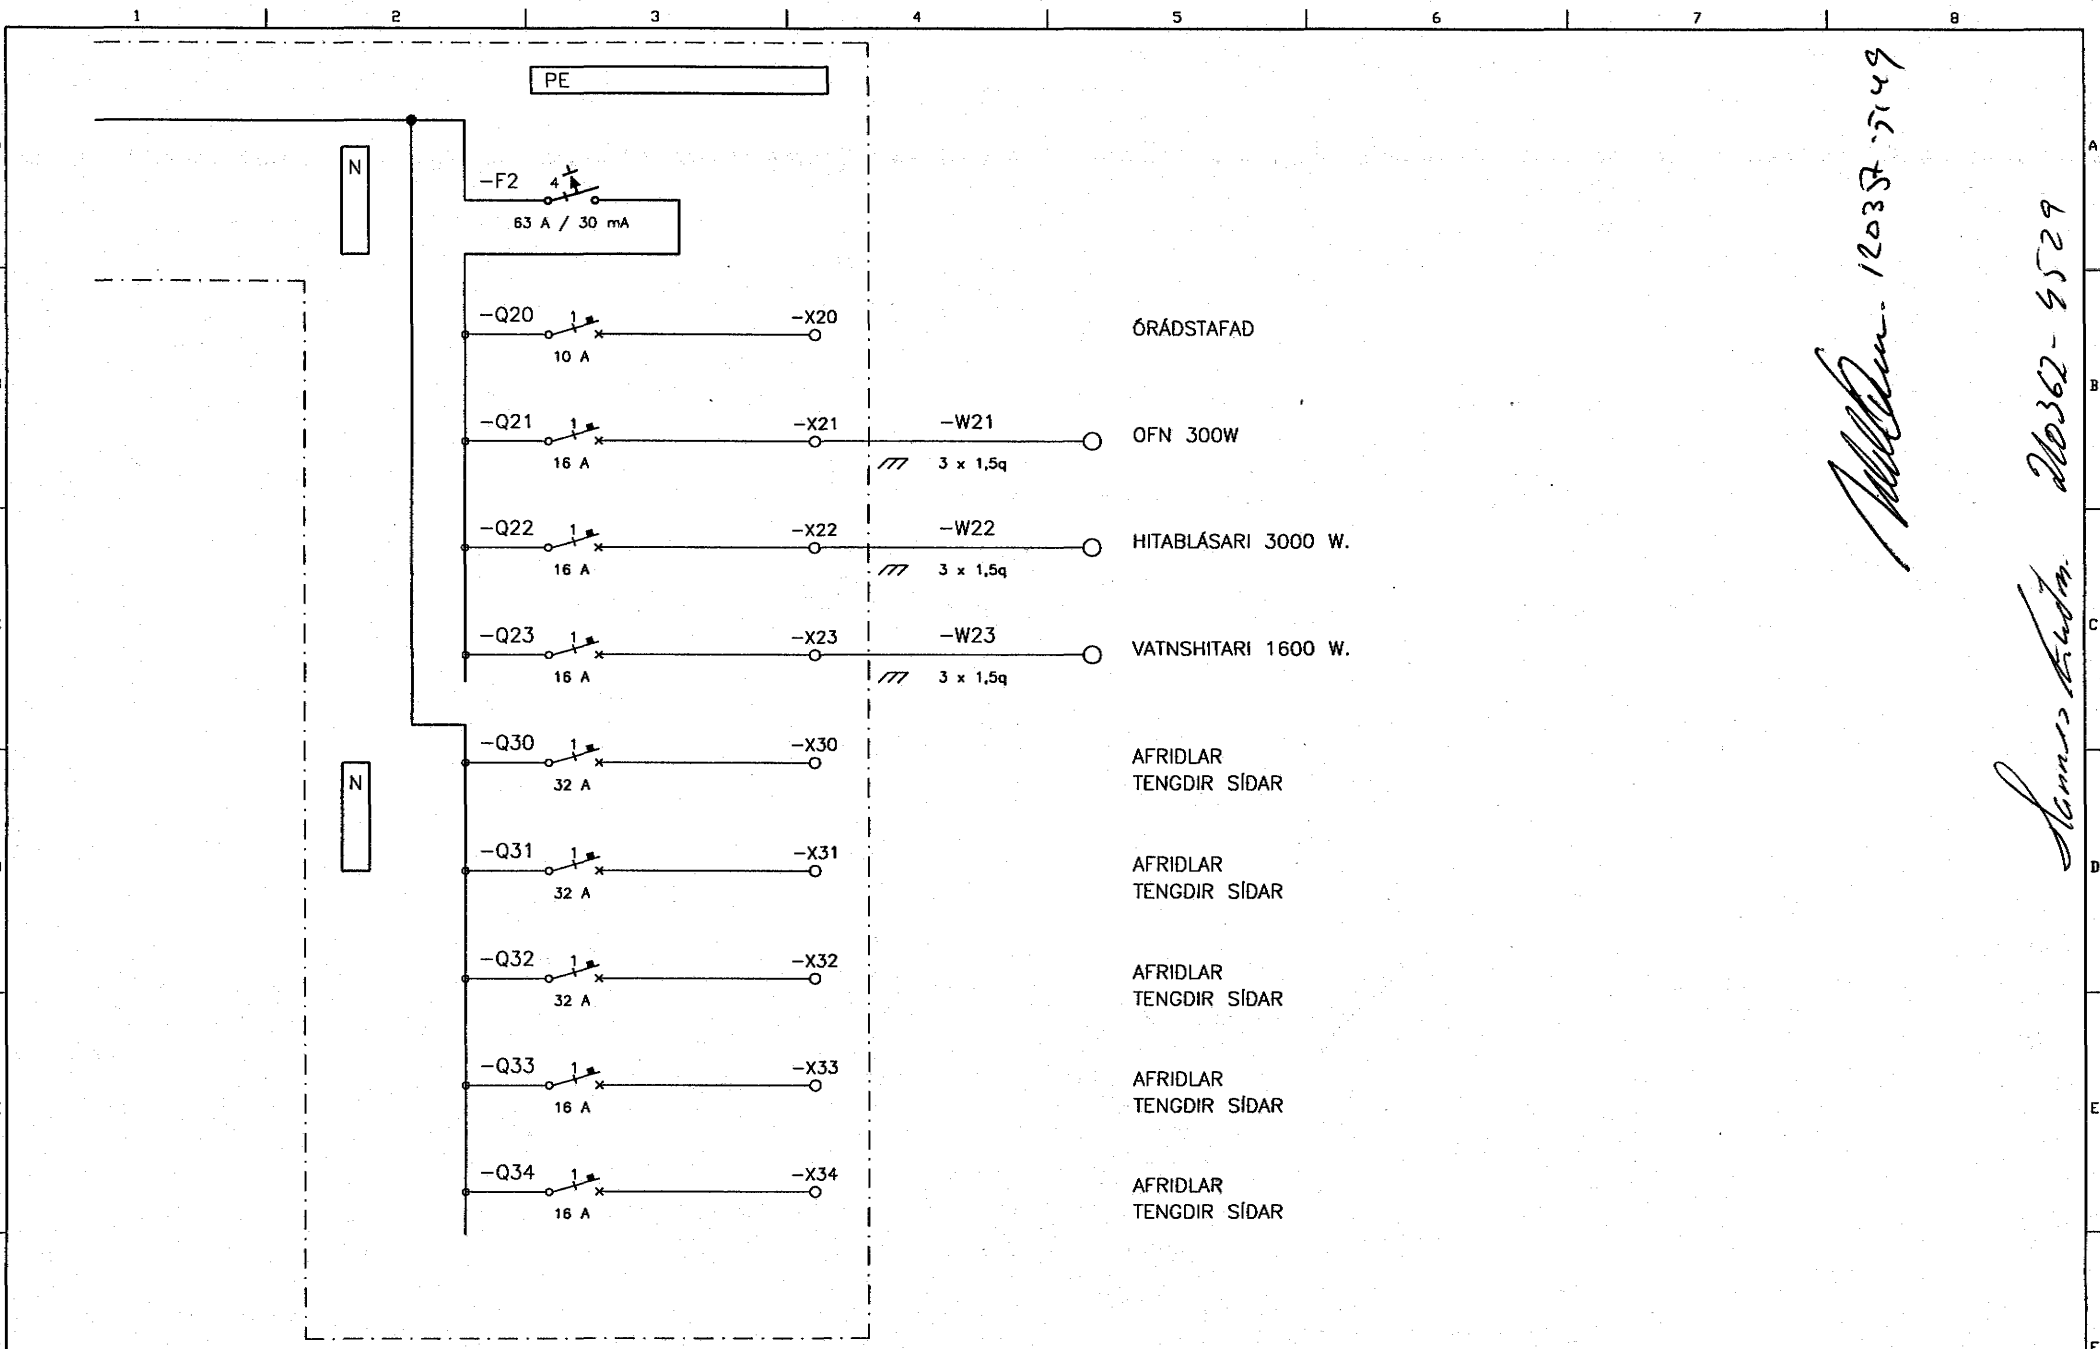 1 2 3 4 5 6 7 8
PE
A
N
-F2 4
63 A / 30 mA
-Q20 1 -X20 ÓRÁDSTAFAD
10 A
B
-Q21 1 -X21 -W21 OFN 300W
16 A 3 x 1,5q
-Q22 1 -X22 -W22 HITABLÁSARI 3000 W.
16 A 3 x 1,5q
C
-Q23 1 -X23 -W23 VATNSHITARI 1600 W.
16 A 3 x 1,5q
-Q30 1 -X30 AFRIDLAR
N
32 A TENGDIR SÍDAR
-Q31 1 -X31 AFRIDLAR
D
32 A TENGDIR SÍDAR
-Q32 1 -X32 AFRIDLAR
32 A TENGDIR SÍDAR
-Q33 1 -X33 AFRIDLAR
16 A TENGDIR SÍDAR
E
-Q34 1 -X34 AFRIDLAR
16 A TENGDIR SÍDAR
F